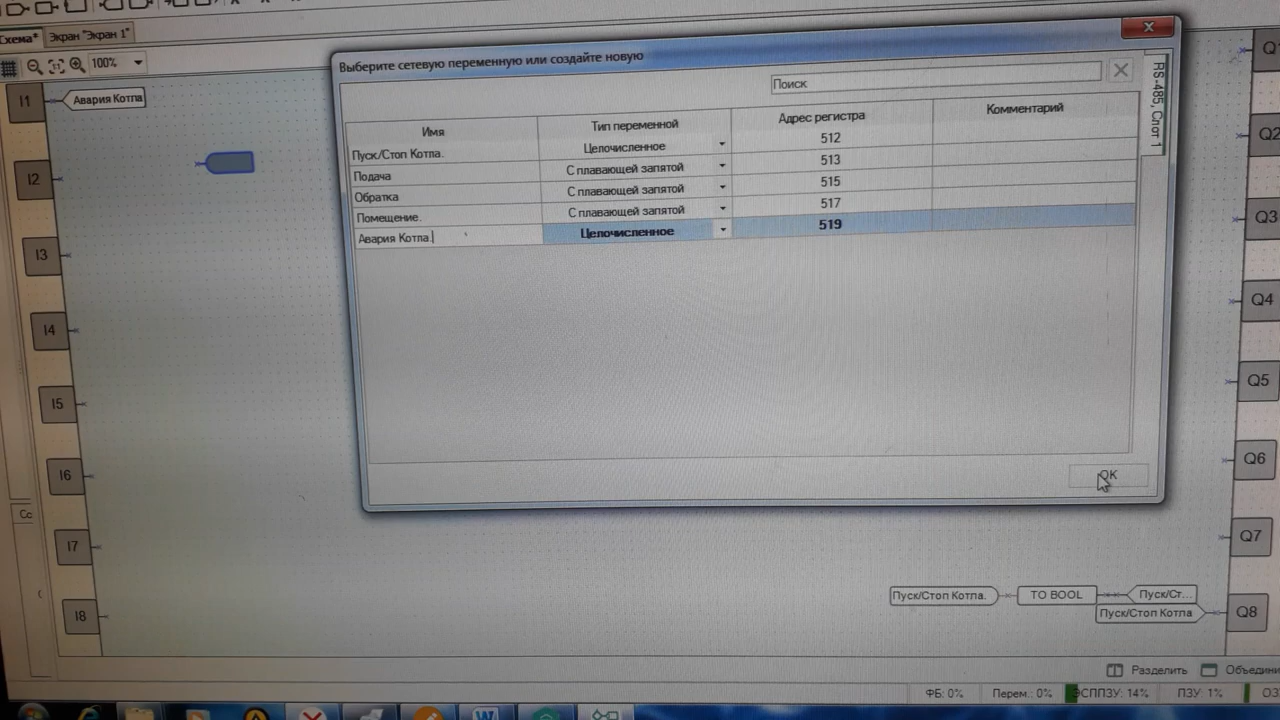 Схема*
Экран "Экран 1"
100%
Выберите сетевую переменную или создайте новую
Поиск
RS-485, Слот 1
Имя
Тип переменной
Адрес регистра
Комментарий
Пуск/Стоп Котла.
Целочисленное
512
Подача
С плавающей запятой
513
Обратка
С плавающей запятой
515
Помещение.
С плавающей запятой
517
Авария Котла.
Целочисленное
519
OK
I1
Авария Котла
I2
I3
I4
I5
I6
I7
I8
Q1
Q2
Q3
Q4
Q5
Q6
Q7
Q8
Сс
Пуск/Стоп Котла.
TO BOOL
Пуск/Ст...
Пуск/Стоп Котла
Разделить
Объедини
ФБ: 0%
Перем.: 0%
ЭСППЗУ: 14%
ПЗУ: 1%
ОЗ